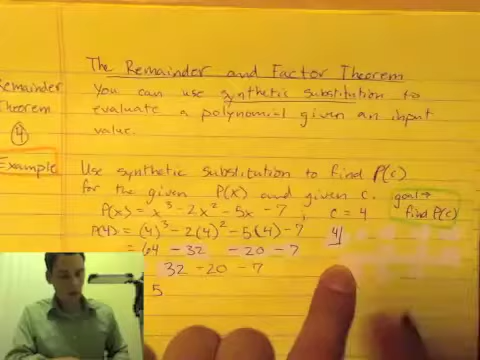 The Remainder and Factor Theorem
You can use synthetic substitution to
evaluate a polynomial given an input
value.
Remainder
Theorem
4
Example
Use synthetic substitution to find P(c)
for the given P(x) and given c.
goal→
find P(c)
P(x) = x³ - 2x² - 5x - 7, c = 4
P(4) = (4)³ - 2(4)² - 5(4) - 7
4
= 64 - 32 - 20 - 7
32 - 20 - 7
5